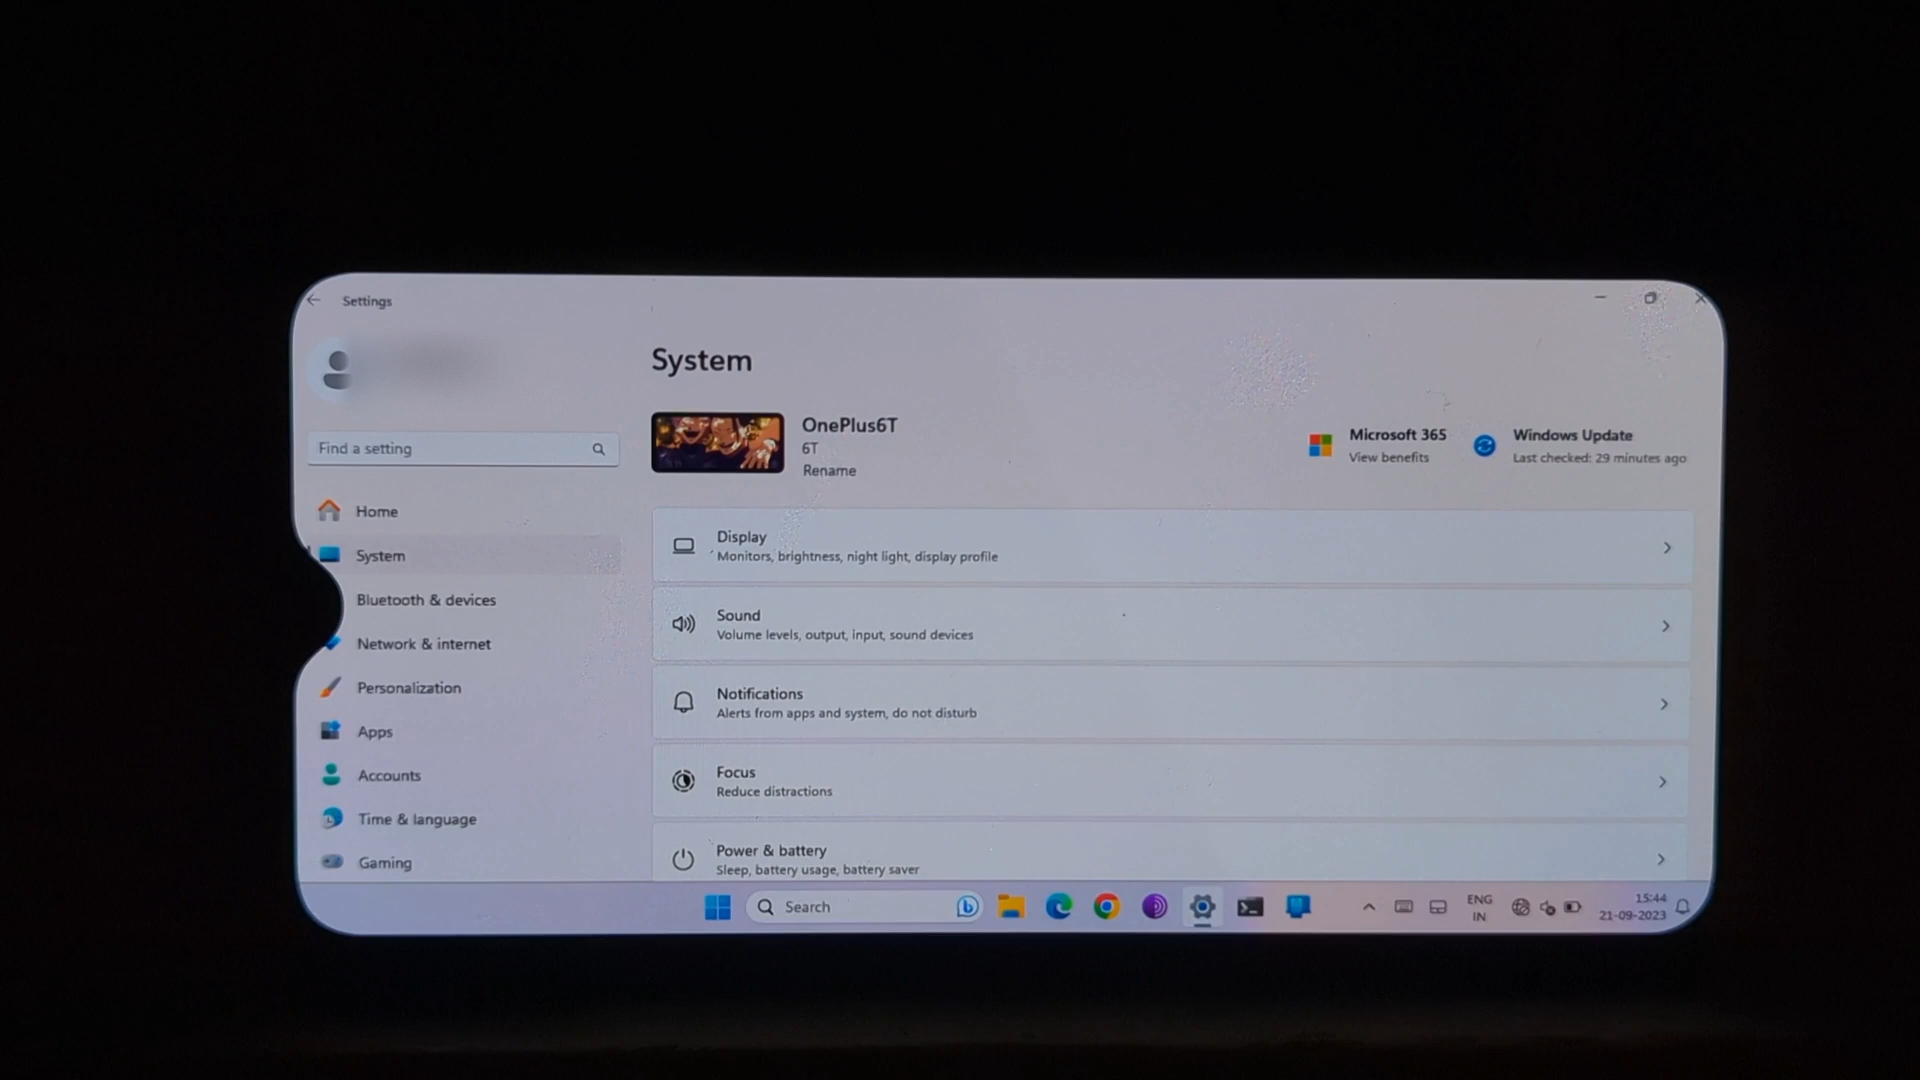 Settings
System
Find a setting
OnePlus6T
6T
Rename
Microsoft 365
View benefits
Windows Update
Last checked: 29 minutes ago
Home
System
Bluetooth & devices
Network & internet
Personalization
Apps
Accounts
Time & language
Gaming
Display
Monitors, brightness, night light, display profile
Sound
Volume levels, output, input, sound devices
Notifications
Alerts from apps and system, do not disturb
Focus
Reduce distractions
Power & battery
Sleep, battery usage, battery saver
Search
ENG
IN
15:44
21-09-2023